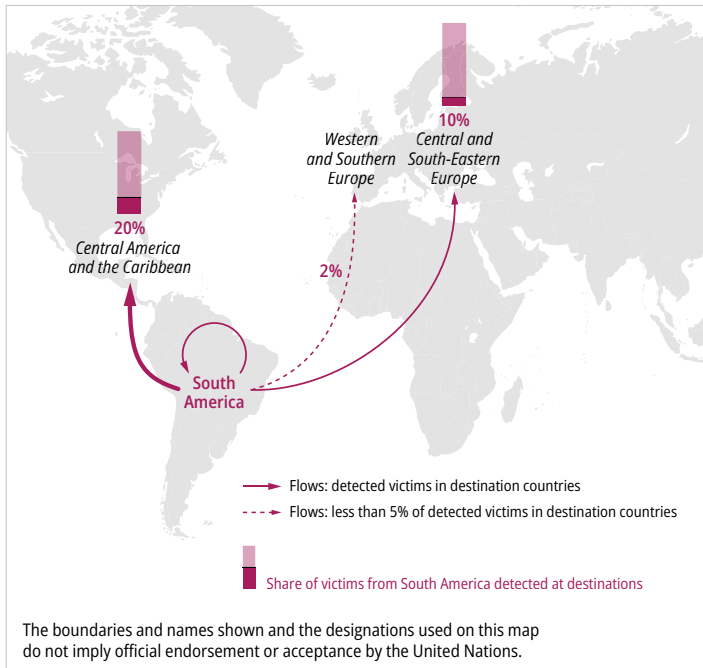 10%
Western
and Southern
Europe
Central and
South-Eastern
Europe
20%
Central America
and the Caribbean
2%
South
America
Flows: detected victims in destination countries
Flows: less than 5% of detected victims in destination countries
Share of victims from South America detected at destinations
The boundaries and names shown and the designations used on this map
do not imply official endorsement or acceptance by the United Nations.